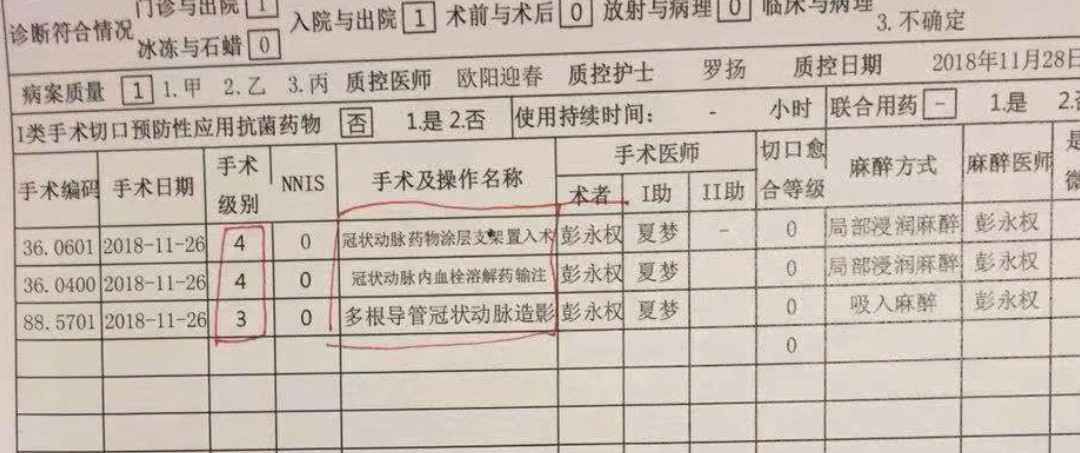 诊断符合情况 门诊与出院 1 入院与出院 1 术前与术后 0 放射与病理 0 临床与病理
冰冻与石蜡 0 3.不确定
病案质量 1 1.甲 2.乙 3.丙 质控医师 欧阳迎春 质控护士 罗扬 质控日期 2018年11月28日
I类手术切口预防性应用抗菌药物 否 1.是 2.否 使用持续时间: - 小时 联合用药 - 1.是 2.
手术编码 手术日期 手术级别 NNIS 手术及操作名称 手术医师 切口愈合等级 麻醉方式 麻醉医师 是
术者 I助 II助
36.0601 2018-11-26 4 0 冠状动脉药物涂层支架置入术 彭永权 夏梦 - 0 局部浸润麻醉 彭永权
36.0400 2018-11-26 4 0 冠状动脉内血栓溶解药输注 彭永权 夏梦 0 局部浸润麻醉 彭永权
88.5701 2018-11-26 3 0 多根导管冠状动脉造影 彭永权 夏梦 0 吸入麻醉 彭永权
0